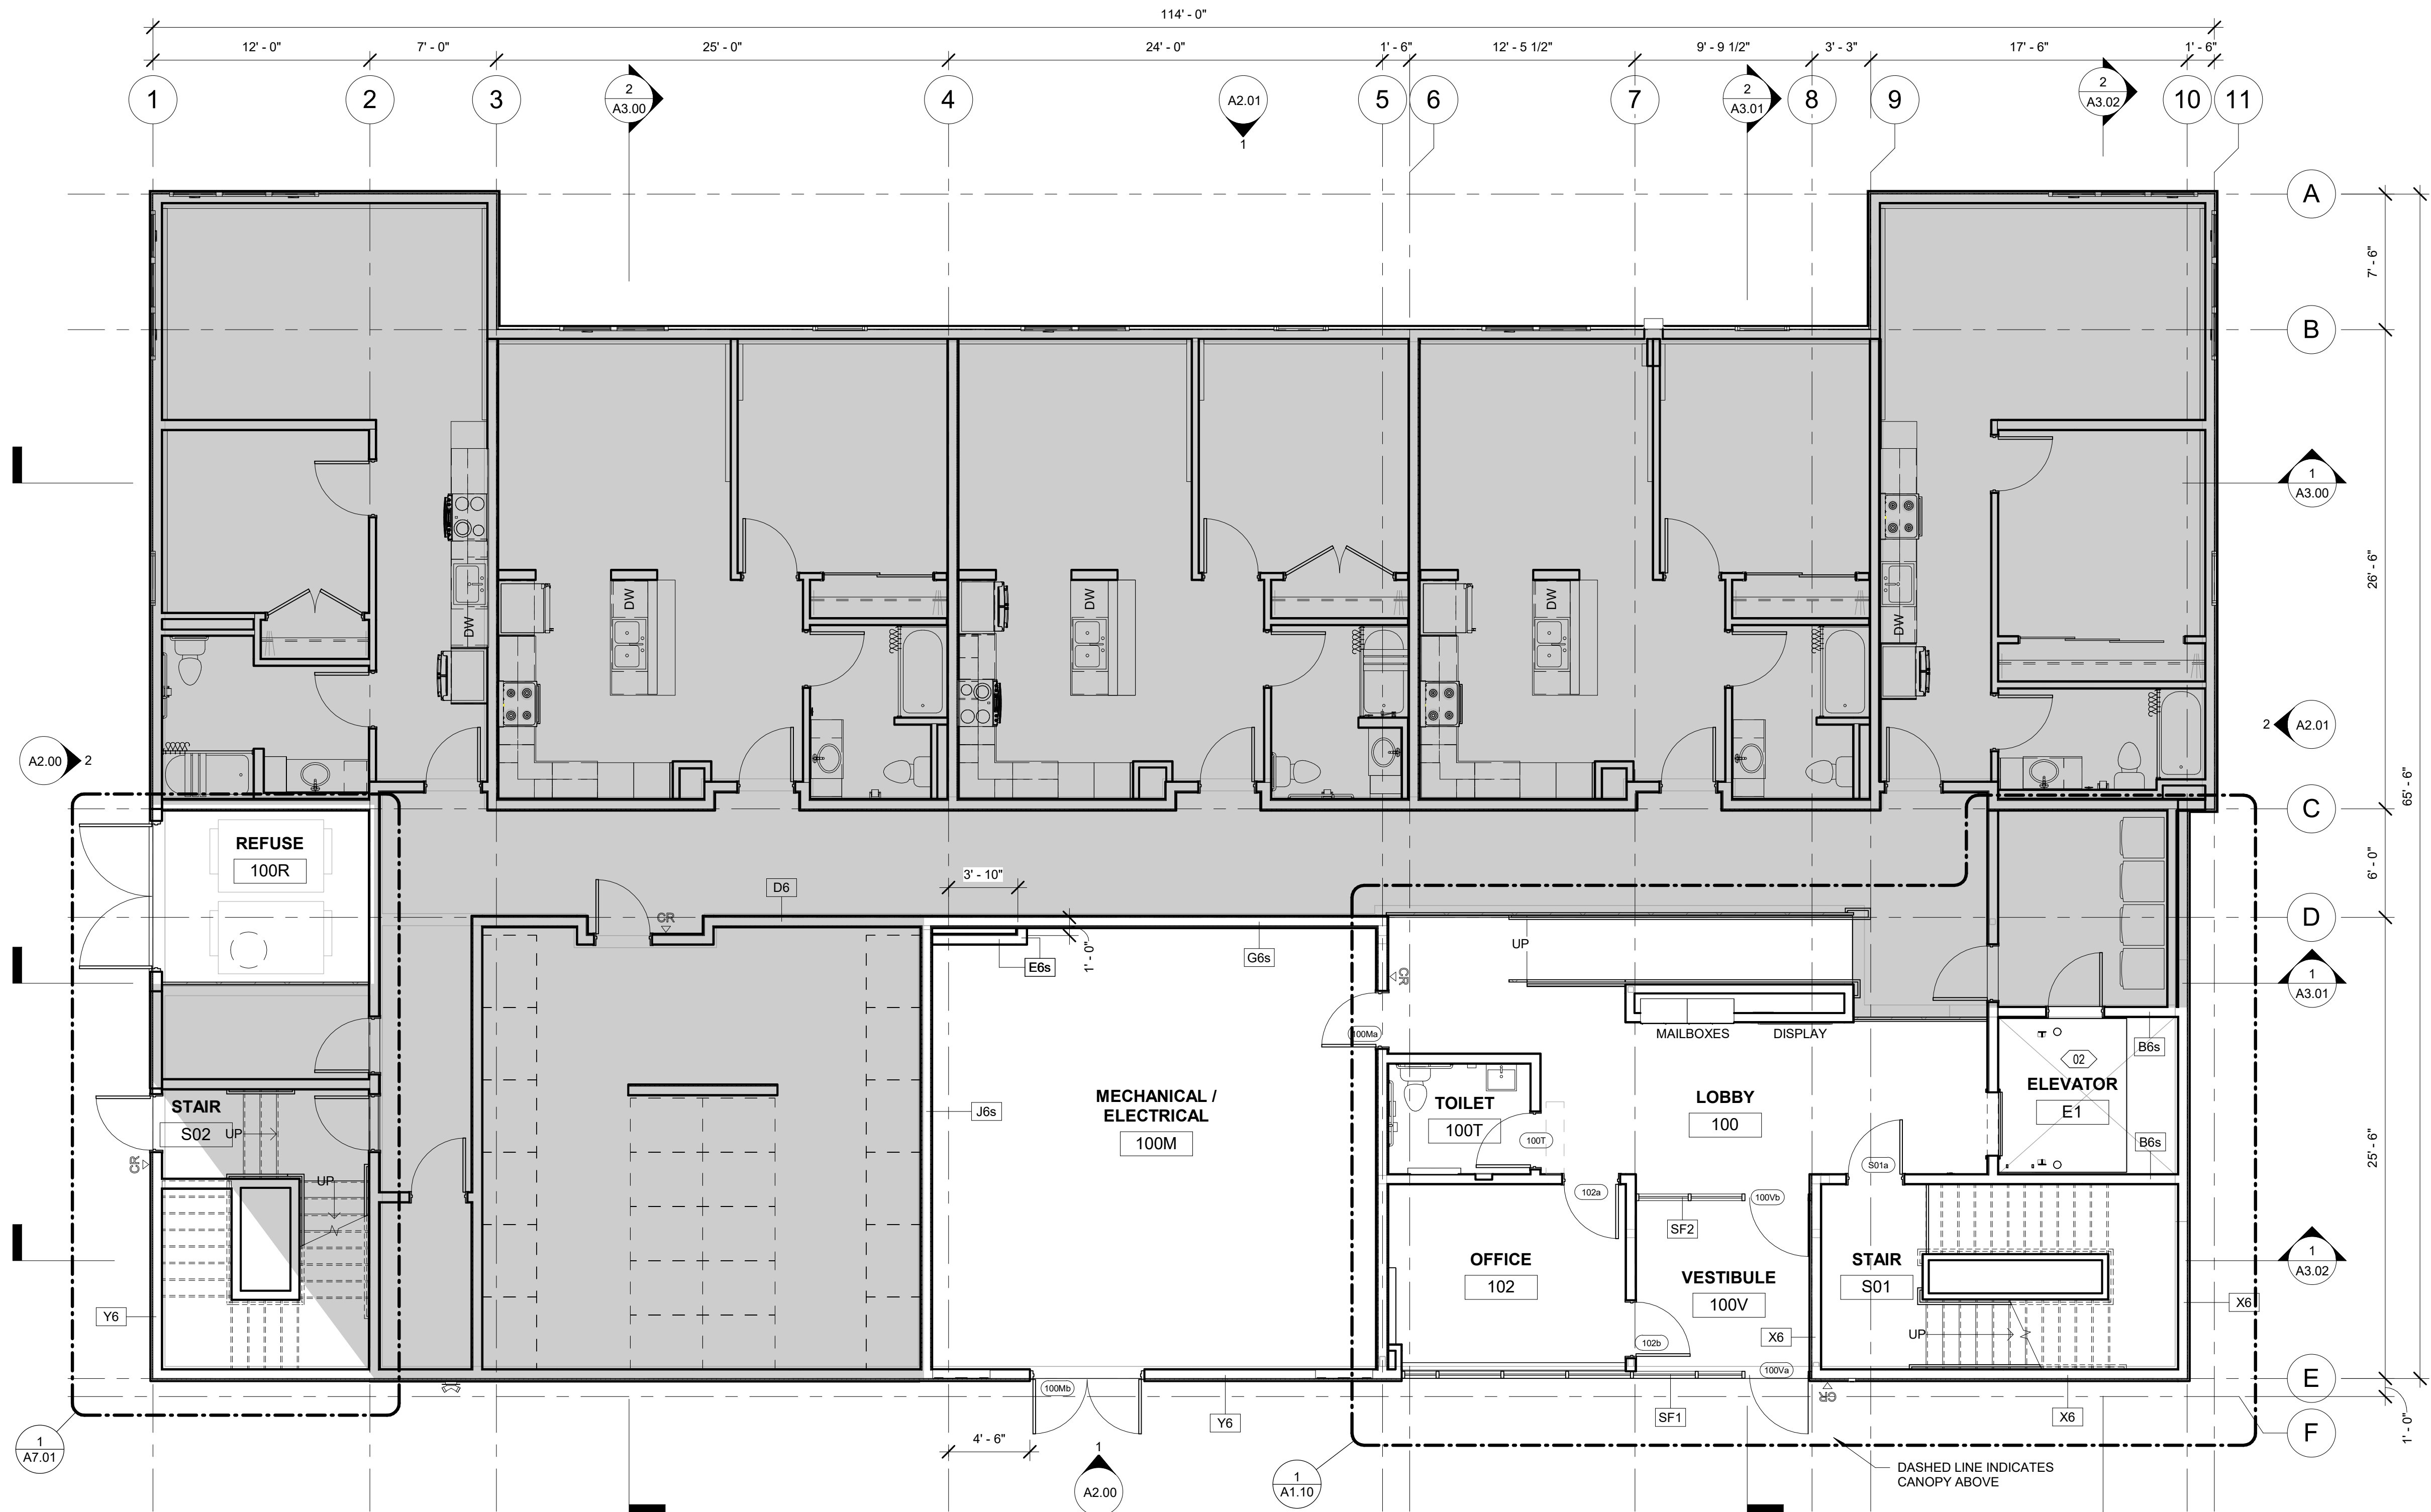 114' - 0"
12' - 0" 7' - 0" 25' - 0" 24' - 0" 1' - 6" 12' - 5 1/2" 9' - 9 1/2" 3' - 3" 17' - 6" 1' - 6"
1 2 3 4 5 6 7 8 9 10 11
2
A3.00
A2.01
1
2
A3.01
2
A3.02
A
7' - 6"
B
26' - 6"
65' - 6"
1
A3.00
DW
DW
DW
DW
DW
A2.00 2
2 A2.01
C
6' - 0"
REFUSE
100R
D6
3' - 10"
CR
1' - 0"
E6s
G6s
CR
UP
D
1
A3.01
MAILBOXES
DISPLAY
100Ma
B6s
02
ELEVATOR
E1
B6s
MECHANICAL /
ELECTRICAL
100M
J6s
TOILET
100T
100T
LOBBY
100
STAIR
S02
UP
UP
CR
S01a
25' - 6"
102a
100Vb
SF2
OFFICE
102
VESTIBULE
100V
STAIR
S01
UP
1
A3.02
X6
X6
Y6
102b
100Va
100Mb
Y6
SF1
CR
X6
E
F
1' - 0"
4' - 6"
1
A7.01
1
A2.00
1
A1.10
DASHED LINE INDICATES
CANOPY ABOVE